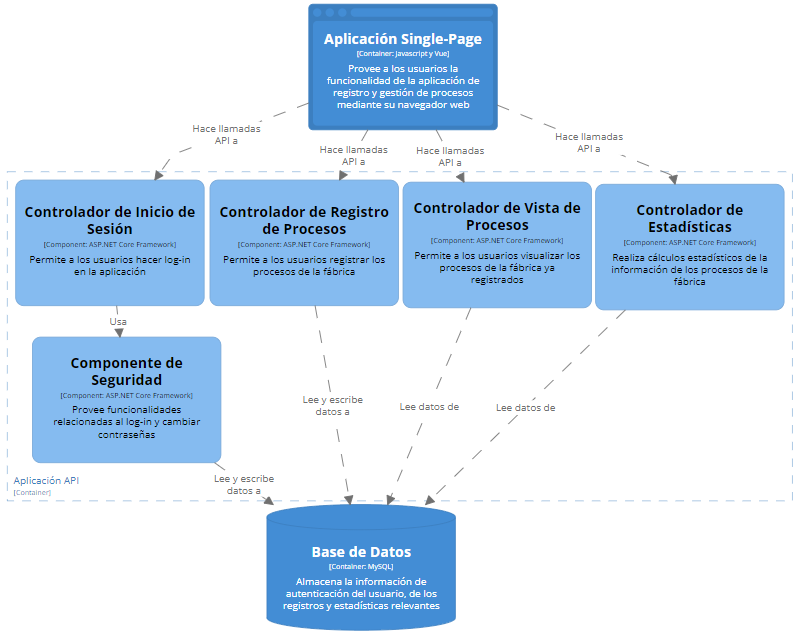 Aplicación Single-Page
[Container: Javascript y Vue]
Provee a los usuarios la
funcionalidad de la aplicación de
registro y gestión de procesos
mediante su navegador web
Hace llamadas
API a
Hace llamadas
API a
Hace llamadas
API a
Hace llamadas
API a
Controlador de Inicio de
Sesión
[Component: ASP.NET Core Framework]
Permite a los usuarios hacer log-in
en la aplicación
Controlador de Registro
de Procesos
[Component: ASP.NET Core Framework]
Permite a los usuarios registrar los
procesos de la fábrica
Controlador de Vista de
Procesos
[Component: ASP.NET Core Framework]
Permite a los usuarios visualizar los
procesos de la fábrica ya
registrados
Controlador de
Estadísticas
[Component: ASP.NET Core Framework]
Realiza cálculos estadísticos de la
información de los procesos de la
fábrica
Usa
Componente de
Seguridad
[Component: ASP.NET Core Framework]
Provee funcionalidades
relacionadas al log-in y cambiar
contraseñas
Lee y escribe
datos a
Lee datos de
Lee datos de
Lee y escribe
datos a
Aplicación API
[Container]
Base de Datos
[Container: MySQL]
Almacena la información de
autenticación del usuario, de los
registros y estadísticas relevantes